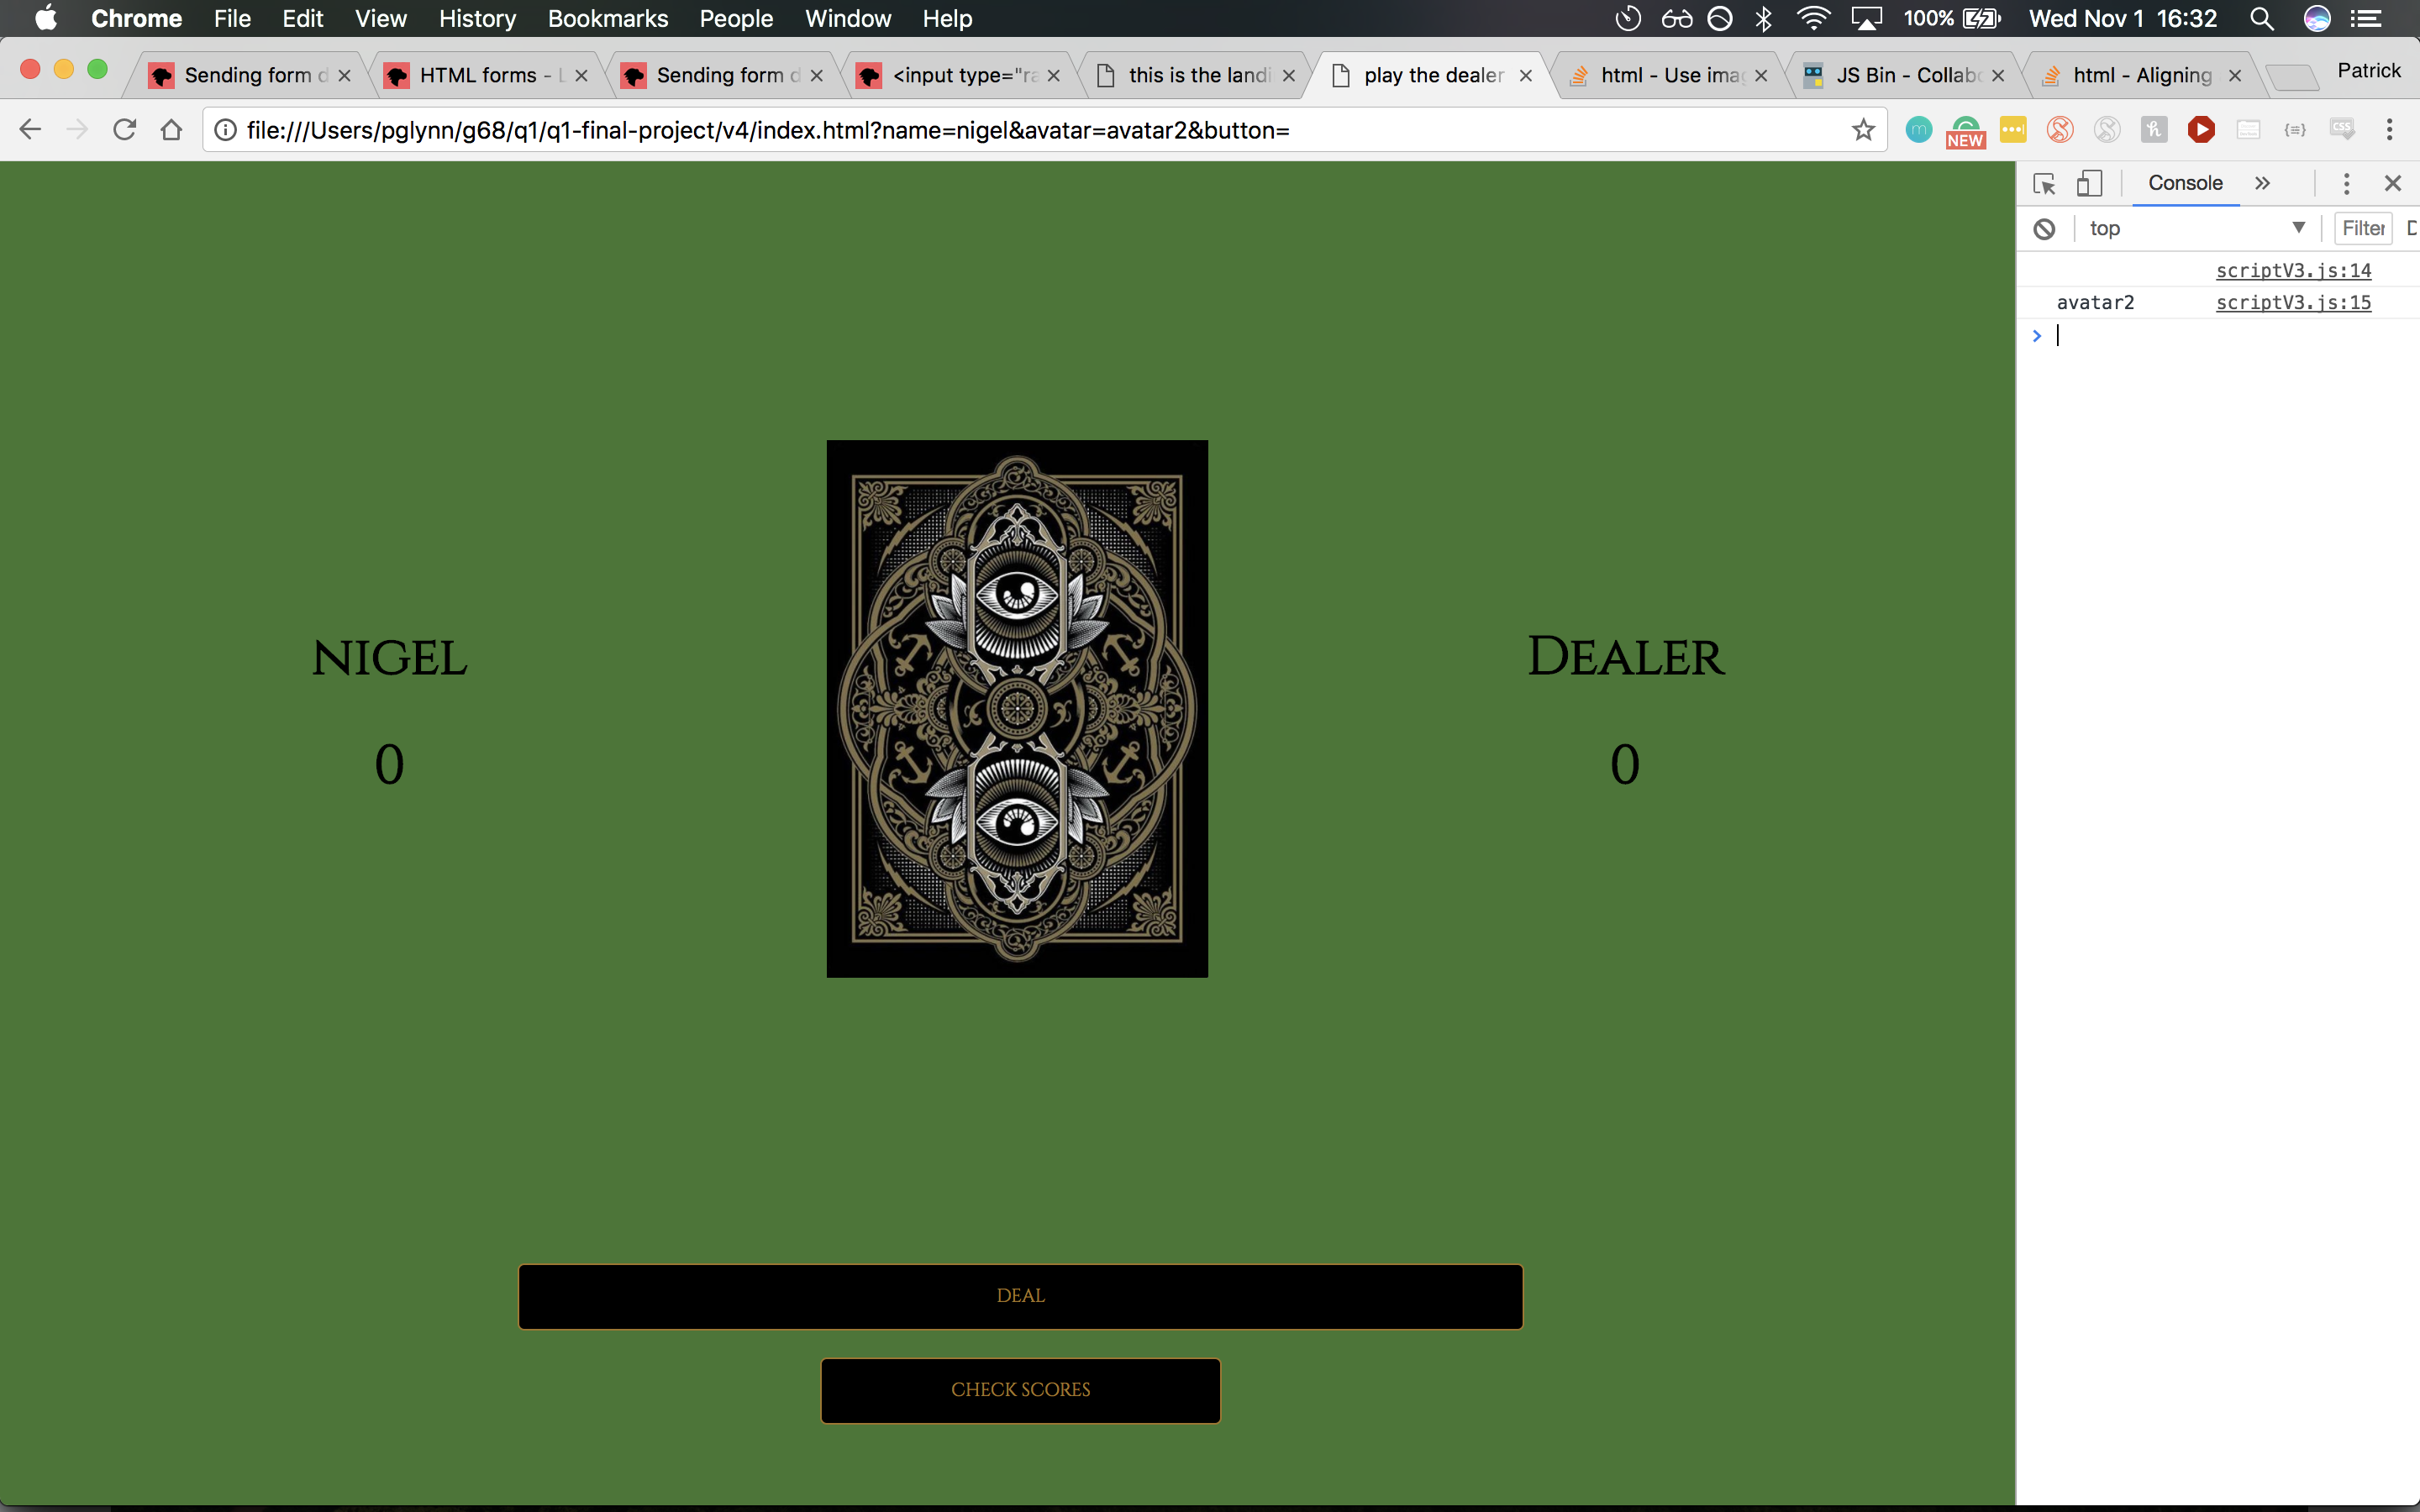 Chrome File Edit View History Bookmarks People Window Help 100% Wed Nov 1 16:32
Sending form d HTML forms - L Sending form d <input type="ra this is the landi play the dealer html - Use imag JS Bin - Collabo html - Aligning Patrick
file:///Users/pglynn/g68/q1/q1-final-project/v4/index.html?name=nigel&avatar=avatar2&button= m NEW h {=} CSS
Console »
top Filter D
scriptV3.js:14
avatar2 scriptV3.js:15
nigel Dealer
0 0
DEAL
CHECK SCORES